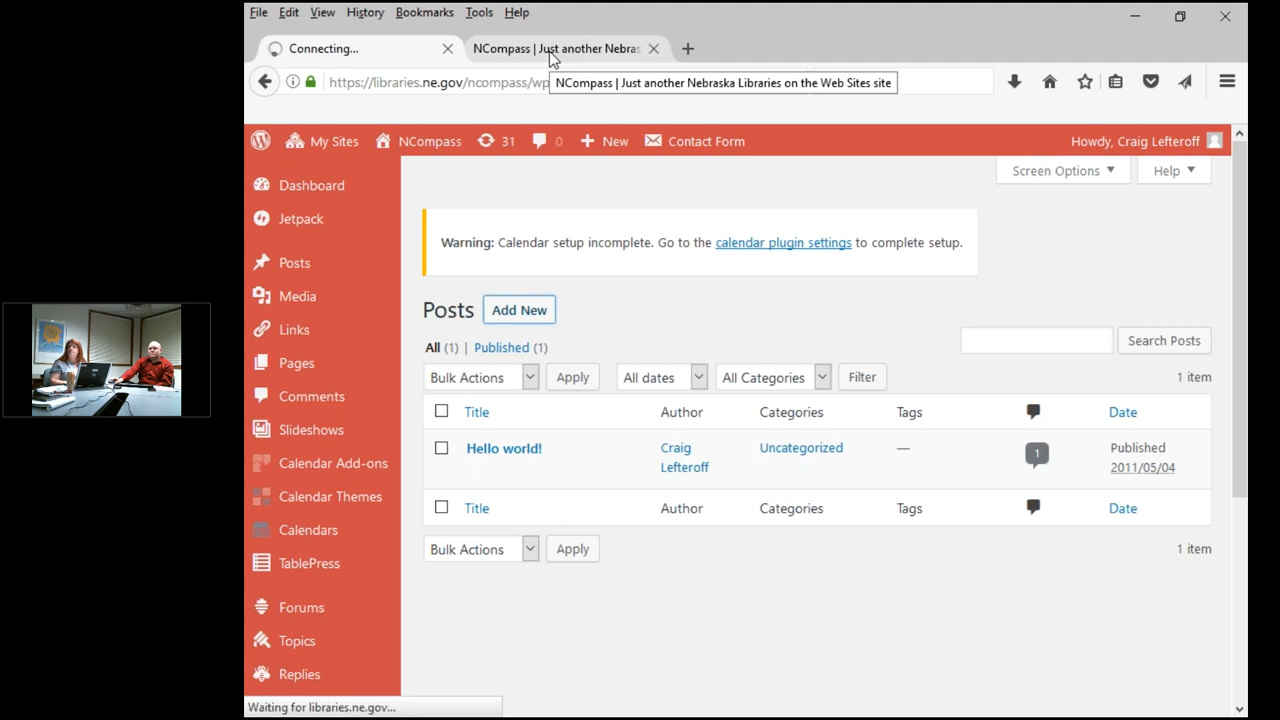 File Edit View History Bookmarks Tools Help
Connecting...
NCompass | Just another Nebras
https://libraries.ne.gov/ncompass/wp
NCompass | Just another Nebraska Libraries on the Web Sites site
My Sites NCompass 31 0 New Contact Form Howdy, Craig Lefteroff
Screen Options Help
Dashboard
Jetpack
Posts
Media
Links
Pages
Comments
Slideshows
Calendar Add-ons
Calendar Themes
Calendars
TablePress
Forums
Topics
Replies
Warning: Calendar setup incomplete. Go to the calendar plugin settings to complete setup.
Posts Add New
All (1) | Published (1)
Search Posts
Bulk Actions Apply All dates All Categories Filter 1 item
Title Author Categories Tags Date
Hello world! Craig Lefteroff Uncategorized — 1 Published 2011/05/04
Title Author Categories Tags Date
Bulk Actions Apply 1 item
Waiting for libraries.ne.gov...